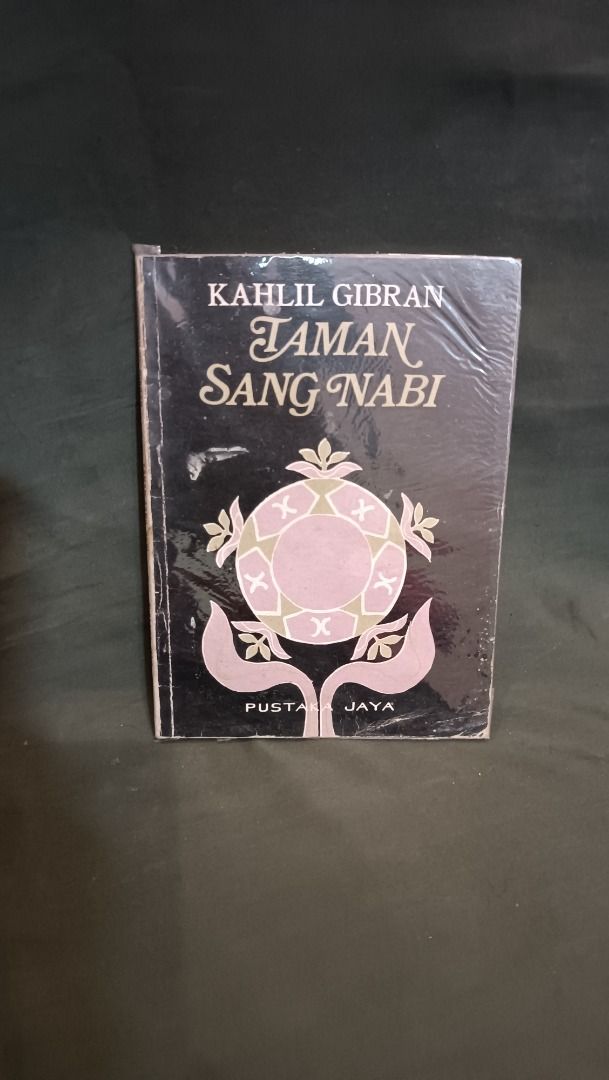 KAHLIL GIBRAN
TAMAN
SANG NABI
PUSTAKA JAYA